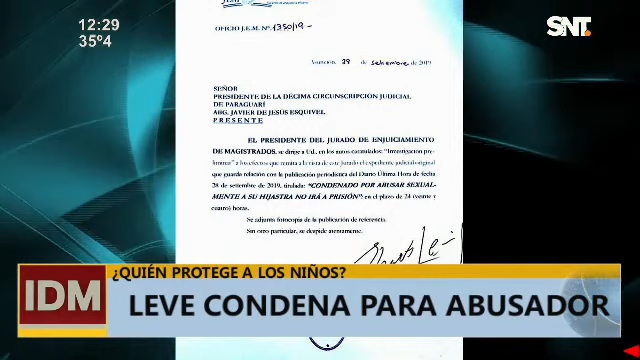 12:29
35°4
SNT.
OFICIO J.E.M. Nº: 1350/19.-
Asunción, 29 de setiembre de 2019
SEÑOR
PRESIDENTE DE LA DÉCIMA CIRCUNSCRIPCIÓN JUDICIAL
DE PARAGUARÍ
ABG. JAVIER DE JESÚS ESQUIVEL
PRESENTE
EL PRESIDENTE DEL JURADO DE ENJUICIAMIENTO
DE MAGISTRADOS, se dirige a Ud., en los autos caratulados: "Investigación pre-
liminar" a los efectos que remita a la vista de este Jurado el expediente judicial original
que guarda relación con la publicación periodística del Diario Última Hora de fecha
28 de setiembre de 2019, titulada: "CONDENADO POR ABUSAR SEXUAL-
MENTE A SU HIJASTRA NO IRÁ A PRISIÓN"; en el plazo de 24 (veinte y
cuatro) horas.
Se adjunta fotocopia de la publicación de referencia.
Sin otro particular, se despide atentamente.
¿QUIÉN PROTEGE A LOS NIÑOS?
IDM
LEVE CONDENA PARA ABUSADOR